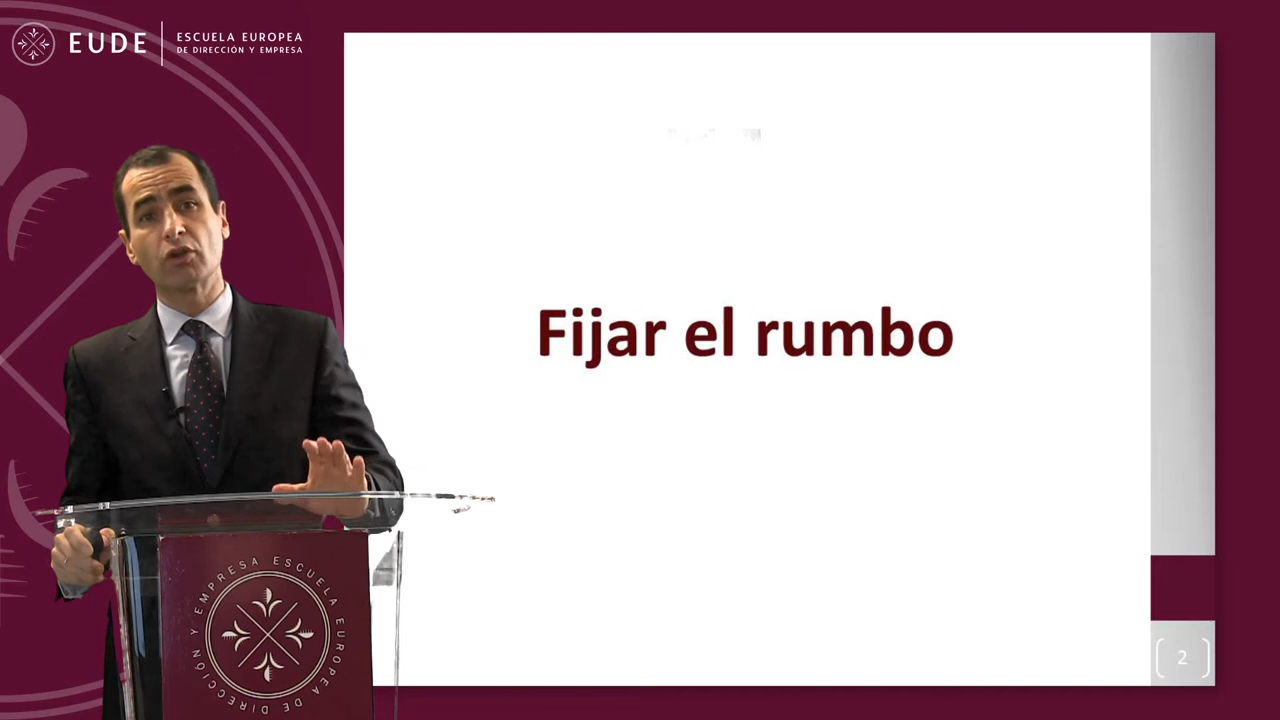 EUDE
ESCUELA EUROPEA
DE DIRECCIÓN Y EMPRESA
Fijar el rumbo
ESCUELA EUROPEA DE DIRECCIÓN Y EMPRESA
2